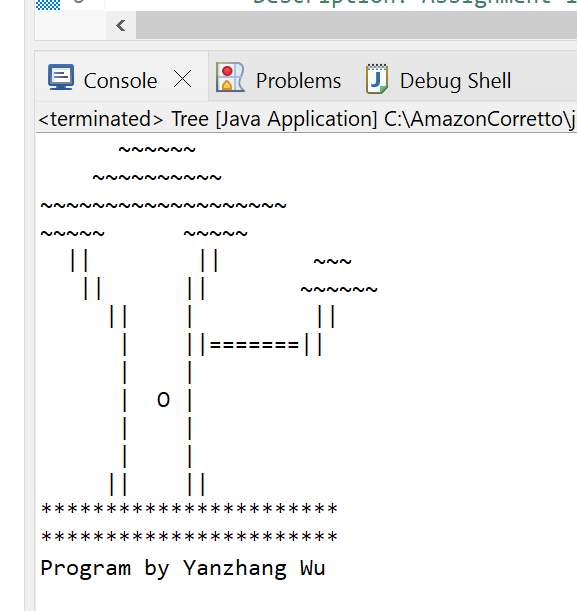 Description: Assignment 1
Console Problems Debug Shell
<terminated> Tree [Java Application] C:\AmazonCorretto\j
      ~~~~~~
    ~~~~~~~~~~
~~~~~~~~~~~~~~~~~~~
~~~~~      ~~~~~
  ||        ||       ~~~
   ||      ||       ~~~~~~
     ||    |         ||
      |    ||=======||
      |    |
      |  O |
      |    |
      |    |
     ||    ||
***********************
***********************
Program by Yanzhang Wu